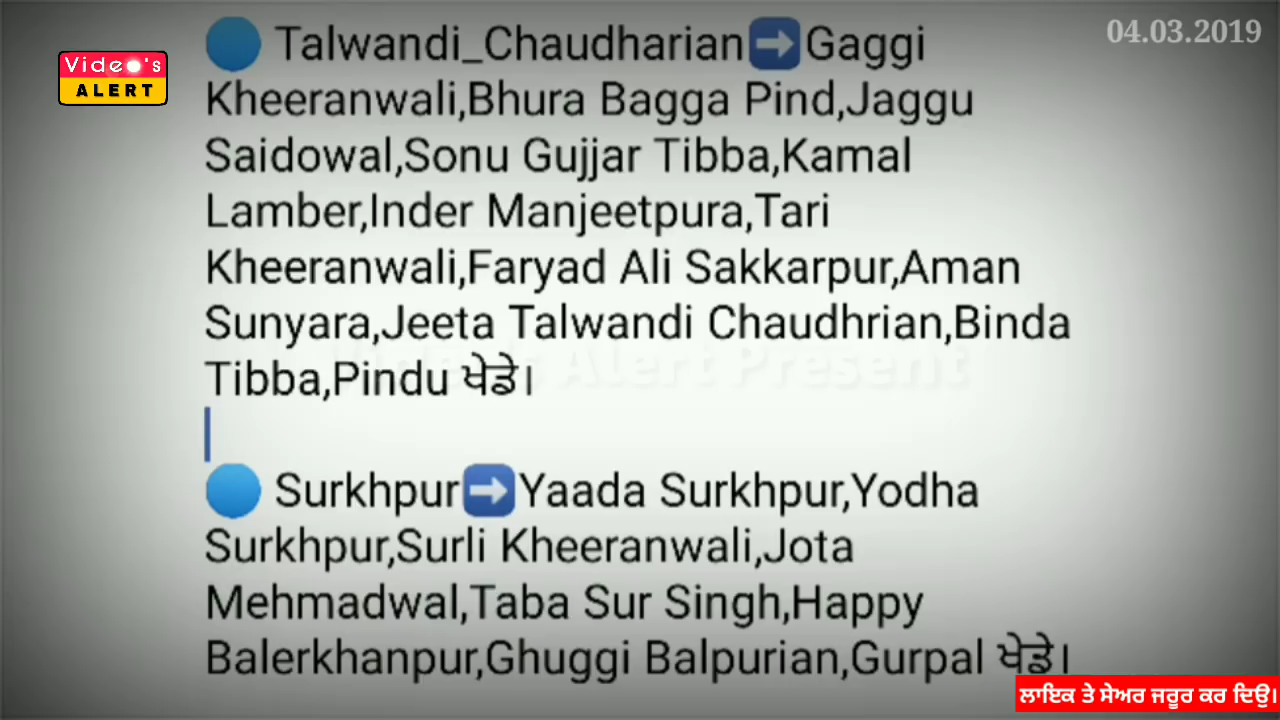 04.03.2019
Video's
ALERT
🔵 Talwandi_Chaudharian➡Gaggi
Kheeranwali,Bhura Bagga Pind,Jaggu
Saidowal,Sonu Gujjar Tibba,Kamal
Lamber,Inder Manjeetpura,Tari
Kheeranwali,Faryad Ali Sakkarpur,Aman
Sunyara,Jeeta Talwandi Chaudhrian,Binda
Tibba,Pindu ਖੇਡੇ।
Alert Present
🔵 Surkhpur➡Yaada Surkhpur,Yodha
Surkhpur,Surli Kheeranwali,Jota
Mehmadwal,Taba Sur Singh,Happy
Balerkhanpur,Ghuggi Balpurian,Gurpal ਖੇਡੇ।
ਲਾਇਕ ਤੇ ਸੇਅਰ ਜਰੂਰ ਕਰ ਦਿਉ।